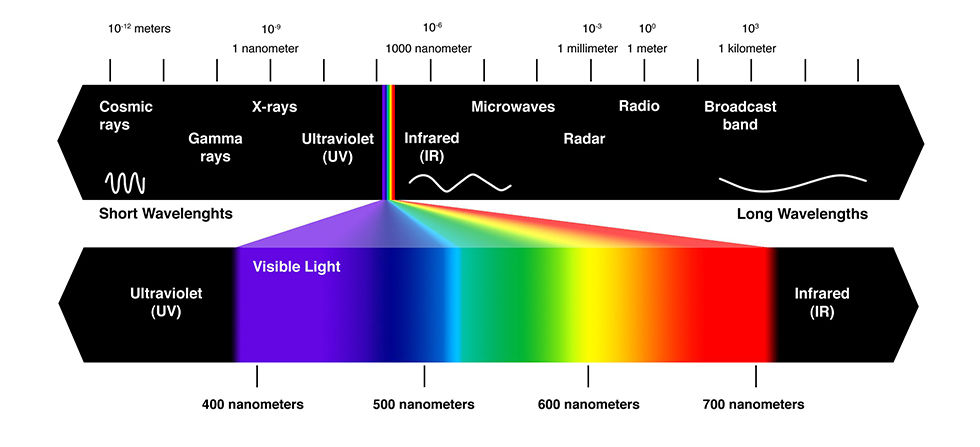 10⁻¹² meters 10⁻⁹ 10⁻⁶ 10⁻³ 10⁰ 10³
1 nanometer 1000 nanometer 1 millimeter 1 meter 1 kilometer
Cosmic
rays
X-rays
Microwaves
Radio
Broadcast
band
Gamma
rays
Ultraviolet
(UV)
Infrared
(IR)
Radar
Short Wavelenghts
Long Wavelengths
Visible Light
Ultraviolet
(UV)
Infrared
(IR)
400 nanometers 500 nanometers 600 nanometers 700 nanometers